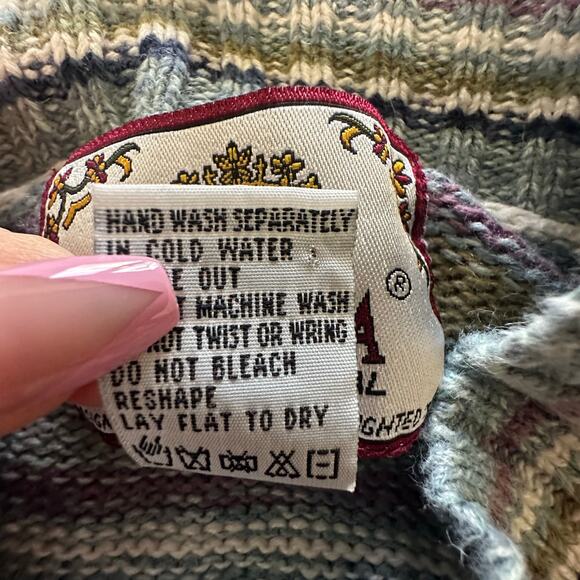 HAND WASH SEPARATELY
IN COLD WATER
OUT
MACHINE WASH
NOT TWIST OR WRING
DO NOT BLEACH
RESHAPE
LAY FLAT TO DRY
®
A